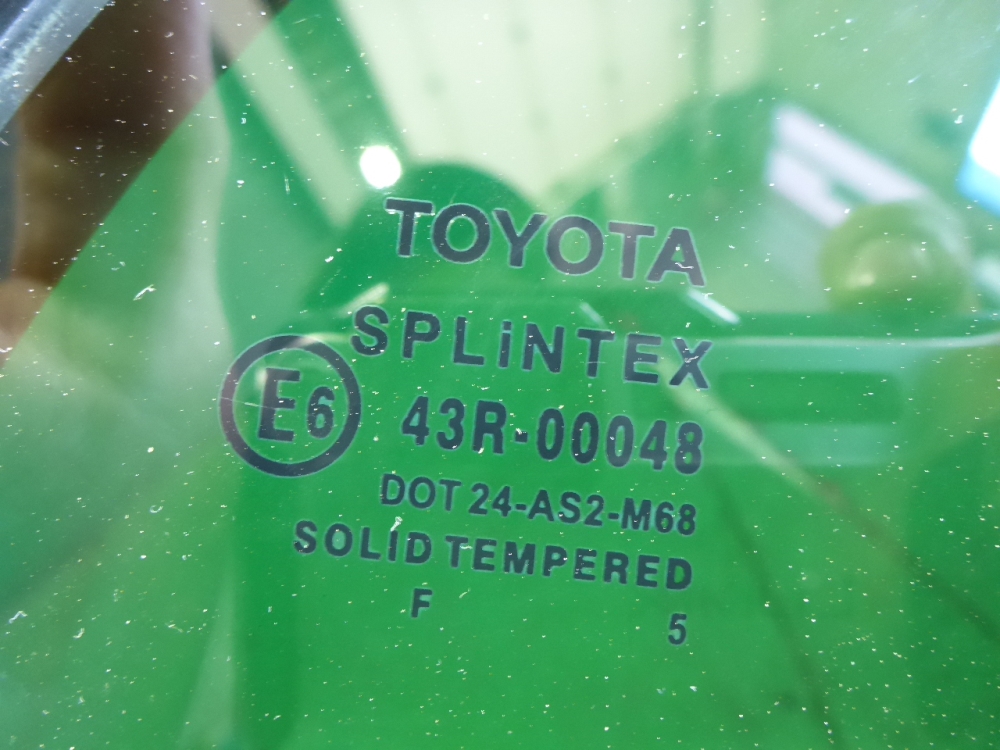 TOYOTA
SPLiNTEX
E6 43R-00048
DOT 24-AS2-M68
SOLID TEMPERED
F 5